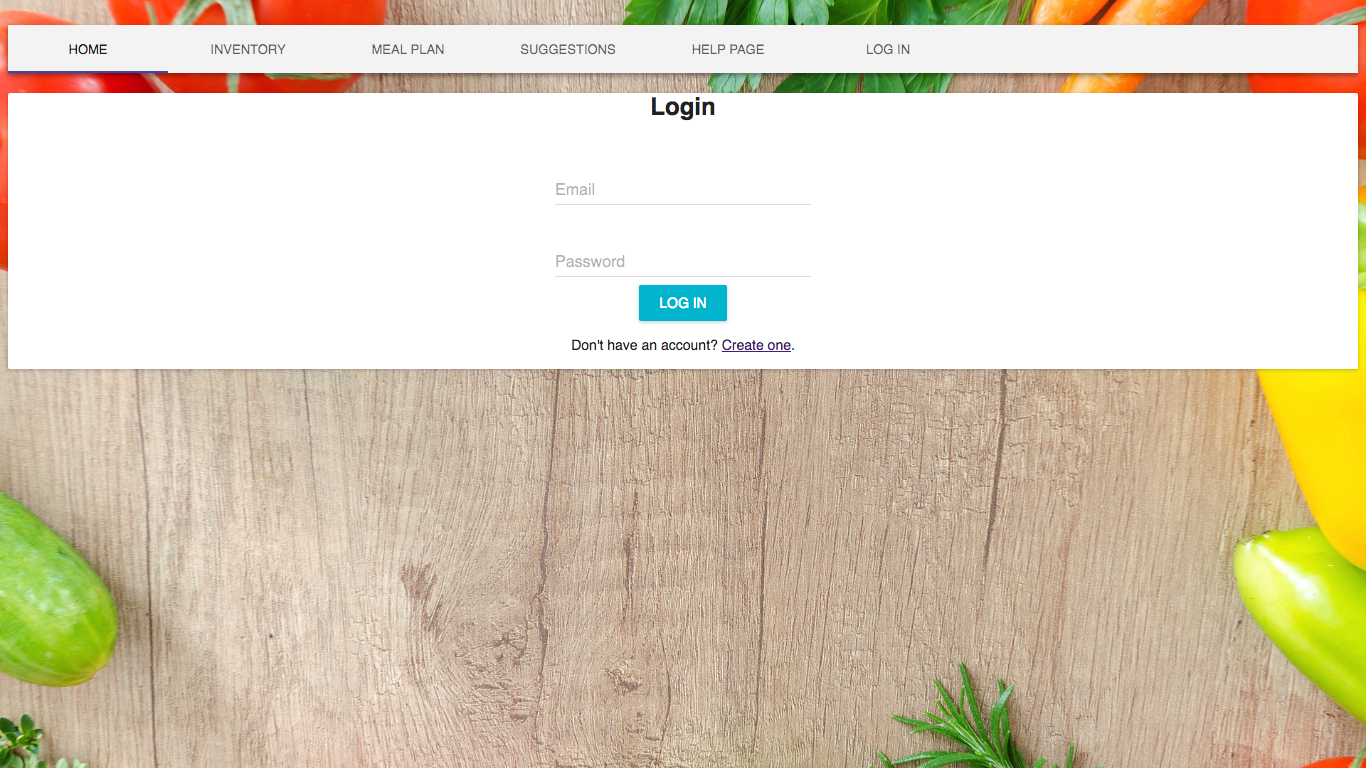 HOME INVENTORY MEAL PLAN SUGGESTIONS HELP PAGE LOG IN
Login
Email
Password
LOG IN
Don't have an account? Create one.